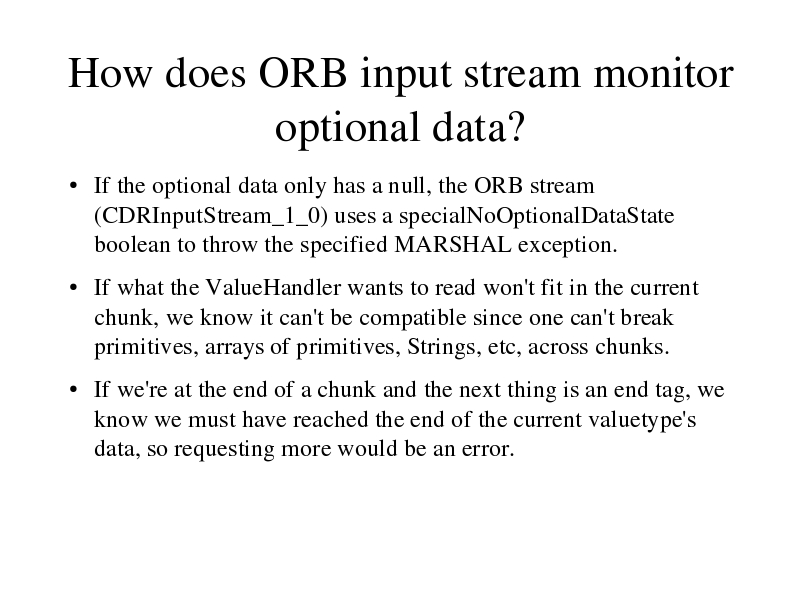 How does ORB input stream monitor
optional data?
• If the optional data only has a null, the ORB stream
(CDRInputStream_1_0) uses a specialNoOptionalDataState
boolean to throw the specified MARSHAL exception.
• If what the ValueHandler wants to read won't fit in the current
chunk, we know it can't be compatible since one can't break
primitives, arrays of primitives, Strings, etc, across chunks.
• If we're at the end of a chunk and the next thing is an end tag, we
know we must have reached the end of the current valuetype's
data, so requesting more would be an error.